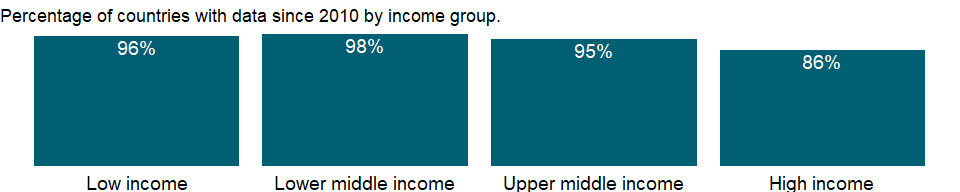 Percentage of countries with data since 2010 by income group.
96% 98% 95% 86%
Low income Lower middle income Upper middle income High income